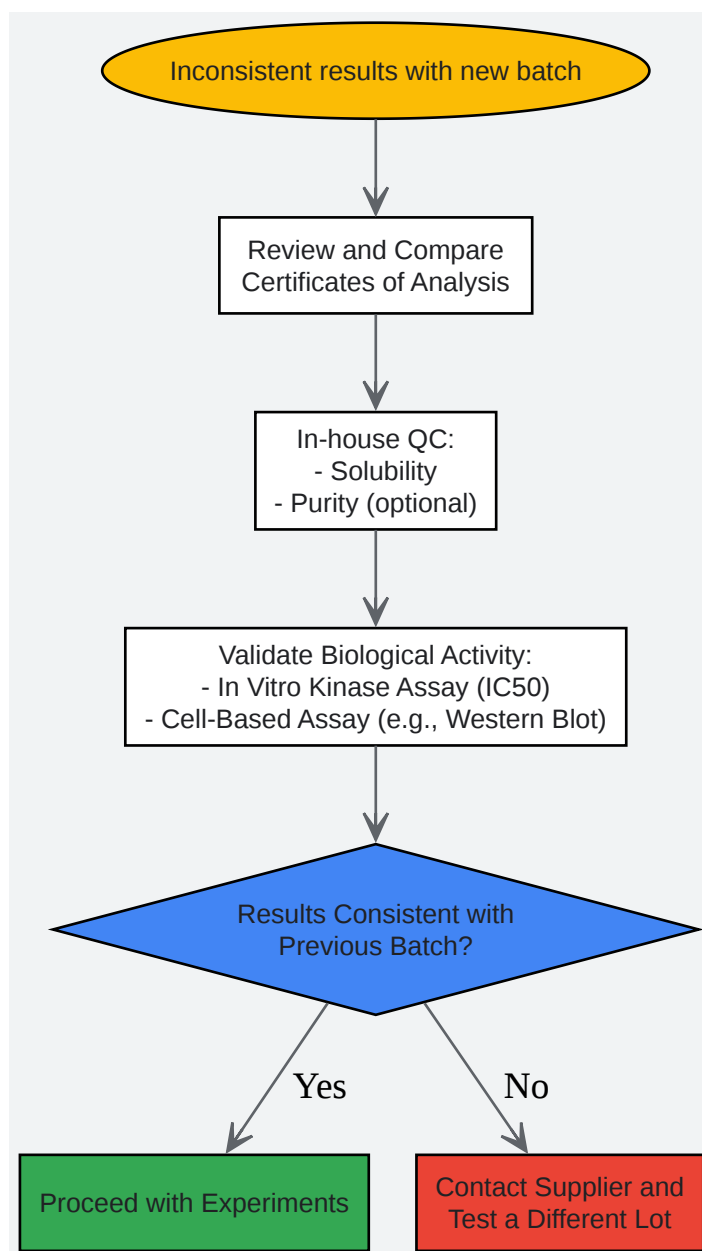 Inconsistent results with new batch
Review and Compare
Certificates of Analysis
In-house QC:
- Solubility
- Purity (optional)
Validate Biological Activity:
- In Vitro Kinase Assay (IC50)
- Cell-Based Assay (e.g., Western Blot)
Results Consistent with
Previous Batch?
Yes
No
Proceed with Experiments
Contact Supplier and
Test a Different Lot